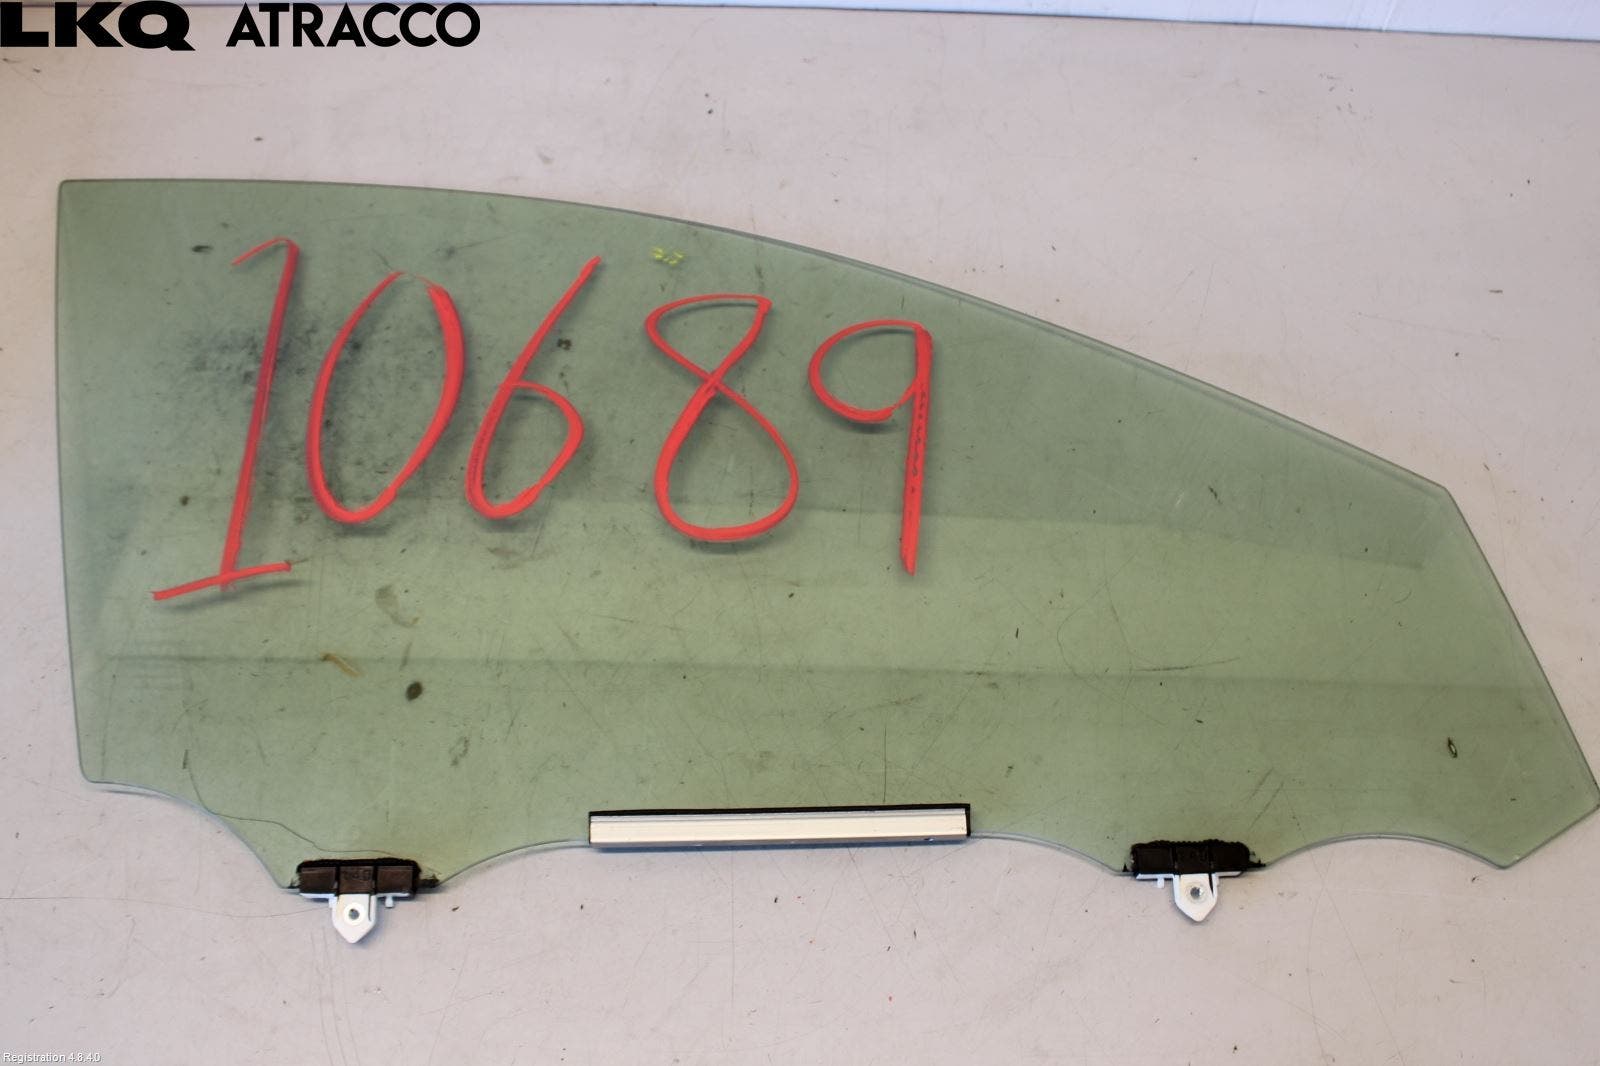 LKQ ATRACCO
10689
Registration 4.8.4.0